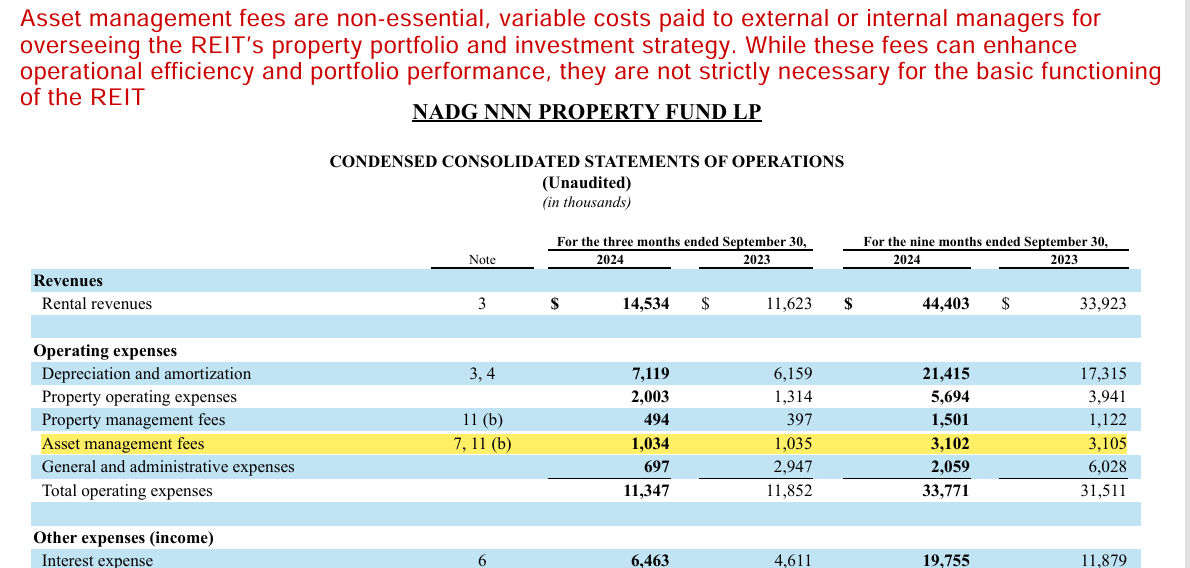 Asset management fees are non-essential, variable costs paid to external or internal managers for
overseeing the REIT's property portfolio and investment strategy. While these fees can enhance
operational efficiency and portfolio performance, they are not strictly necessary for the basic functioning
of the REIT
NADG NNN PROPERTY FUND LP
CONDENSED CONSOLIDATED STATEMENTS OF OPERATIONS
(Unaudited)
(in thousands)
For the three months ended September 30, For the nine months ended September 30,
Note 2024 2023 2024 2023
Revenues
Rental revenues 3 $ 14,534 $ 11,623 $ 44,403 $ 33,923
Operating expenses
Depreciation and amortization 3, 4 7,119 6,159 21,415 17,315
Property operating expenses 2,003 1,314 5,694 3,941
Property management fees 11 (b) 494 397 1,501 1,122
Asset management fees 7, 11 (b) 1,034 1,035 3,102 3,105
General and administrative expenses 697 2,947 2,059 6,028
Total operating expenses 11,347 11,852 33,771 31,511
Other expenses (income)
Interest expense 6 6,463 4,611 19,755 11,879